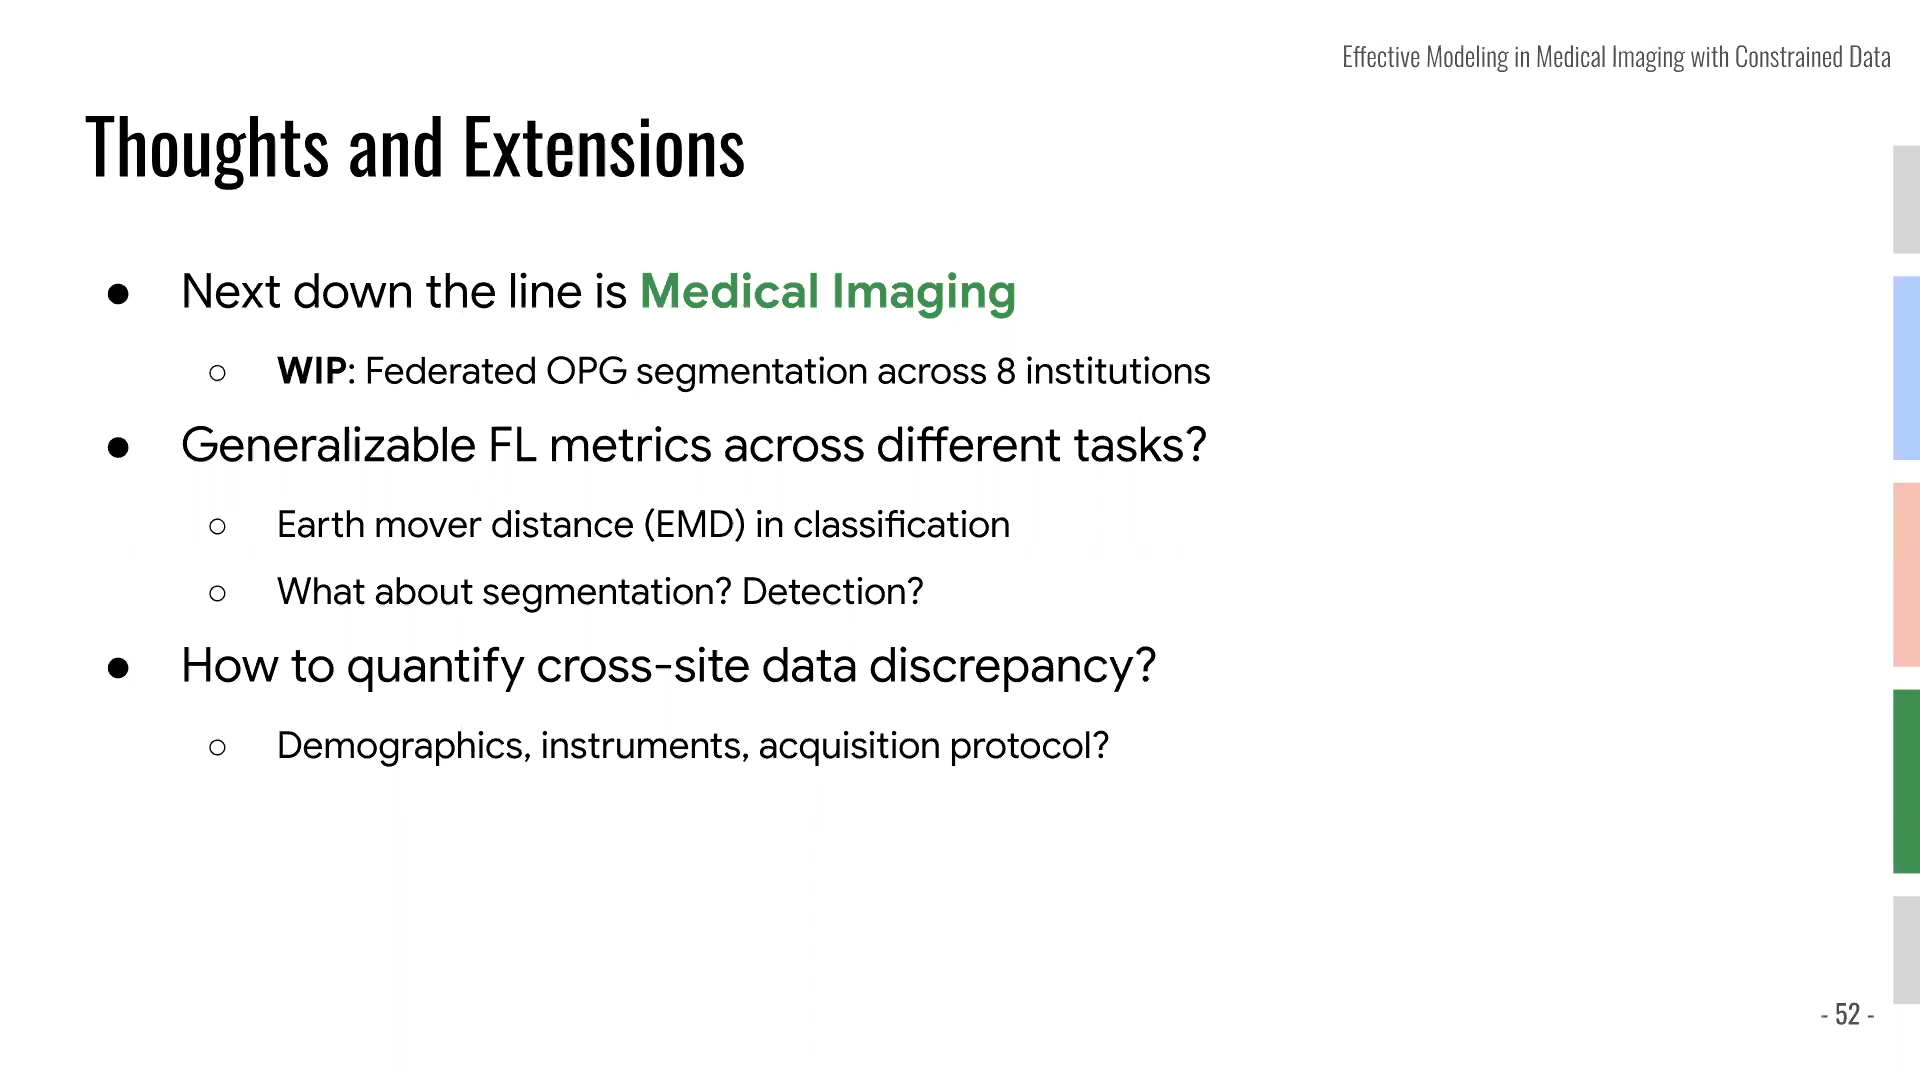 Effective Modeling in Medical Imaging with Constrained Data
Thoughts and Extensions
● Next down the line is Medical Imaging
○ WIP: Federated OPG segmentation across 8 institutions
● Generalizable FL metrics across different tasks?
○ Earth mover distance (EMD) in classification
○ What about segmentation? Detection?
● How to quantify cross-site data discrepancy?
○ Demographics, instruments, acquisition protocol?
- 52 -